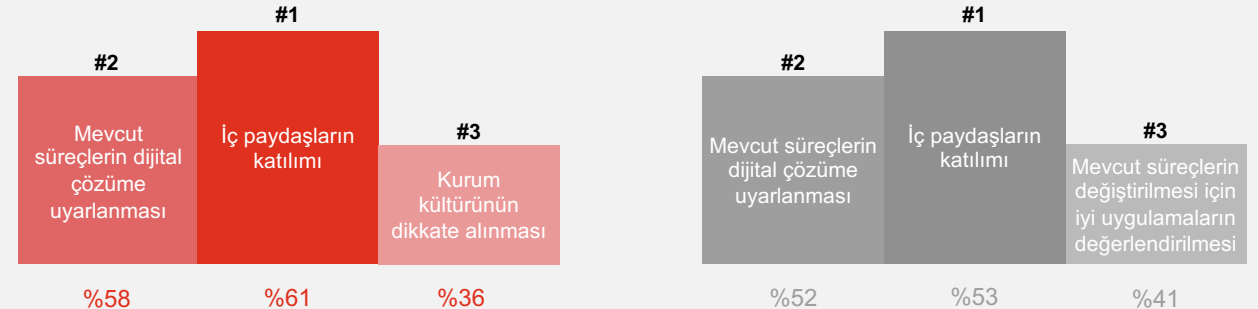 #1
#2
#3
Mevcut
süreçlerin dijital
çözüme
uyarlanması
İç paydaşların
katılımı
Kurum
kültürünün
dikkate alınması
%58
%61
%36
#1
#2
#3
Mevcut süreçlerin
dijital çözüme
uyarlanması
İç paydaşların
katılımı
Mevcut süreçlerin
değiştirilmesi için
iyi uygulamaların
değerlendirilmesi
%52
%53
%41